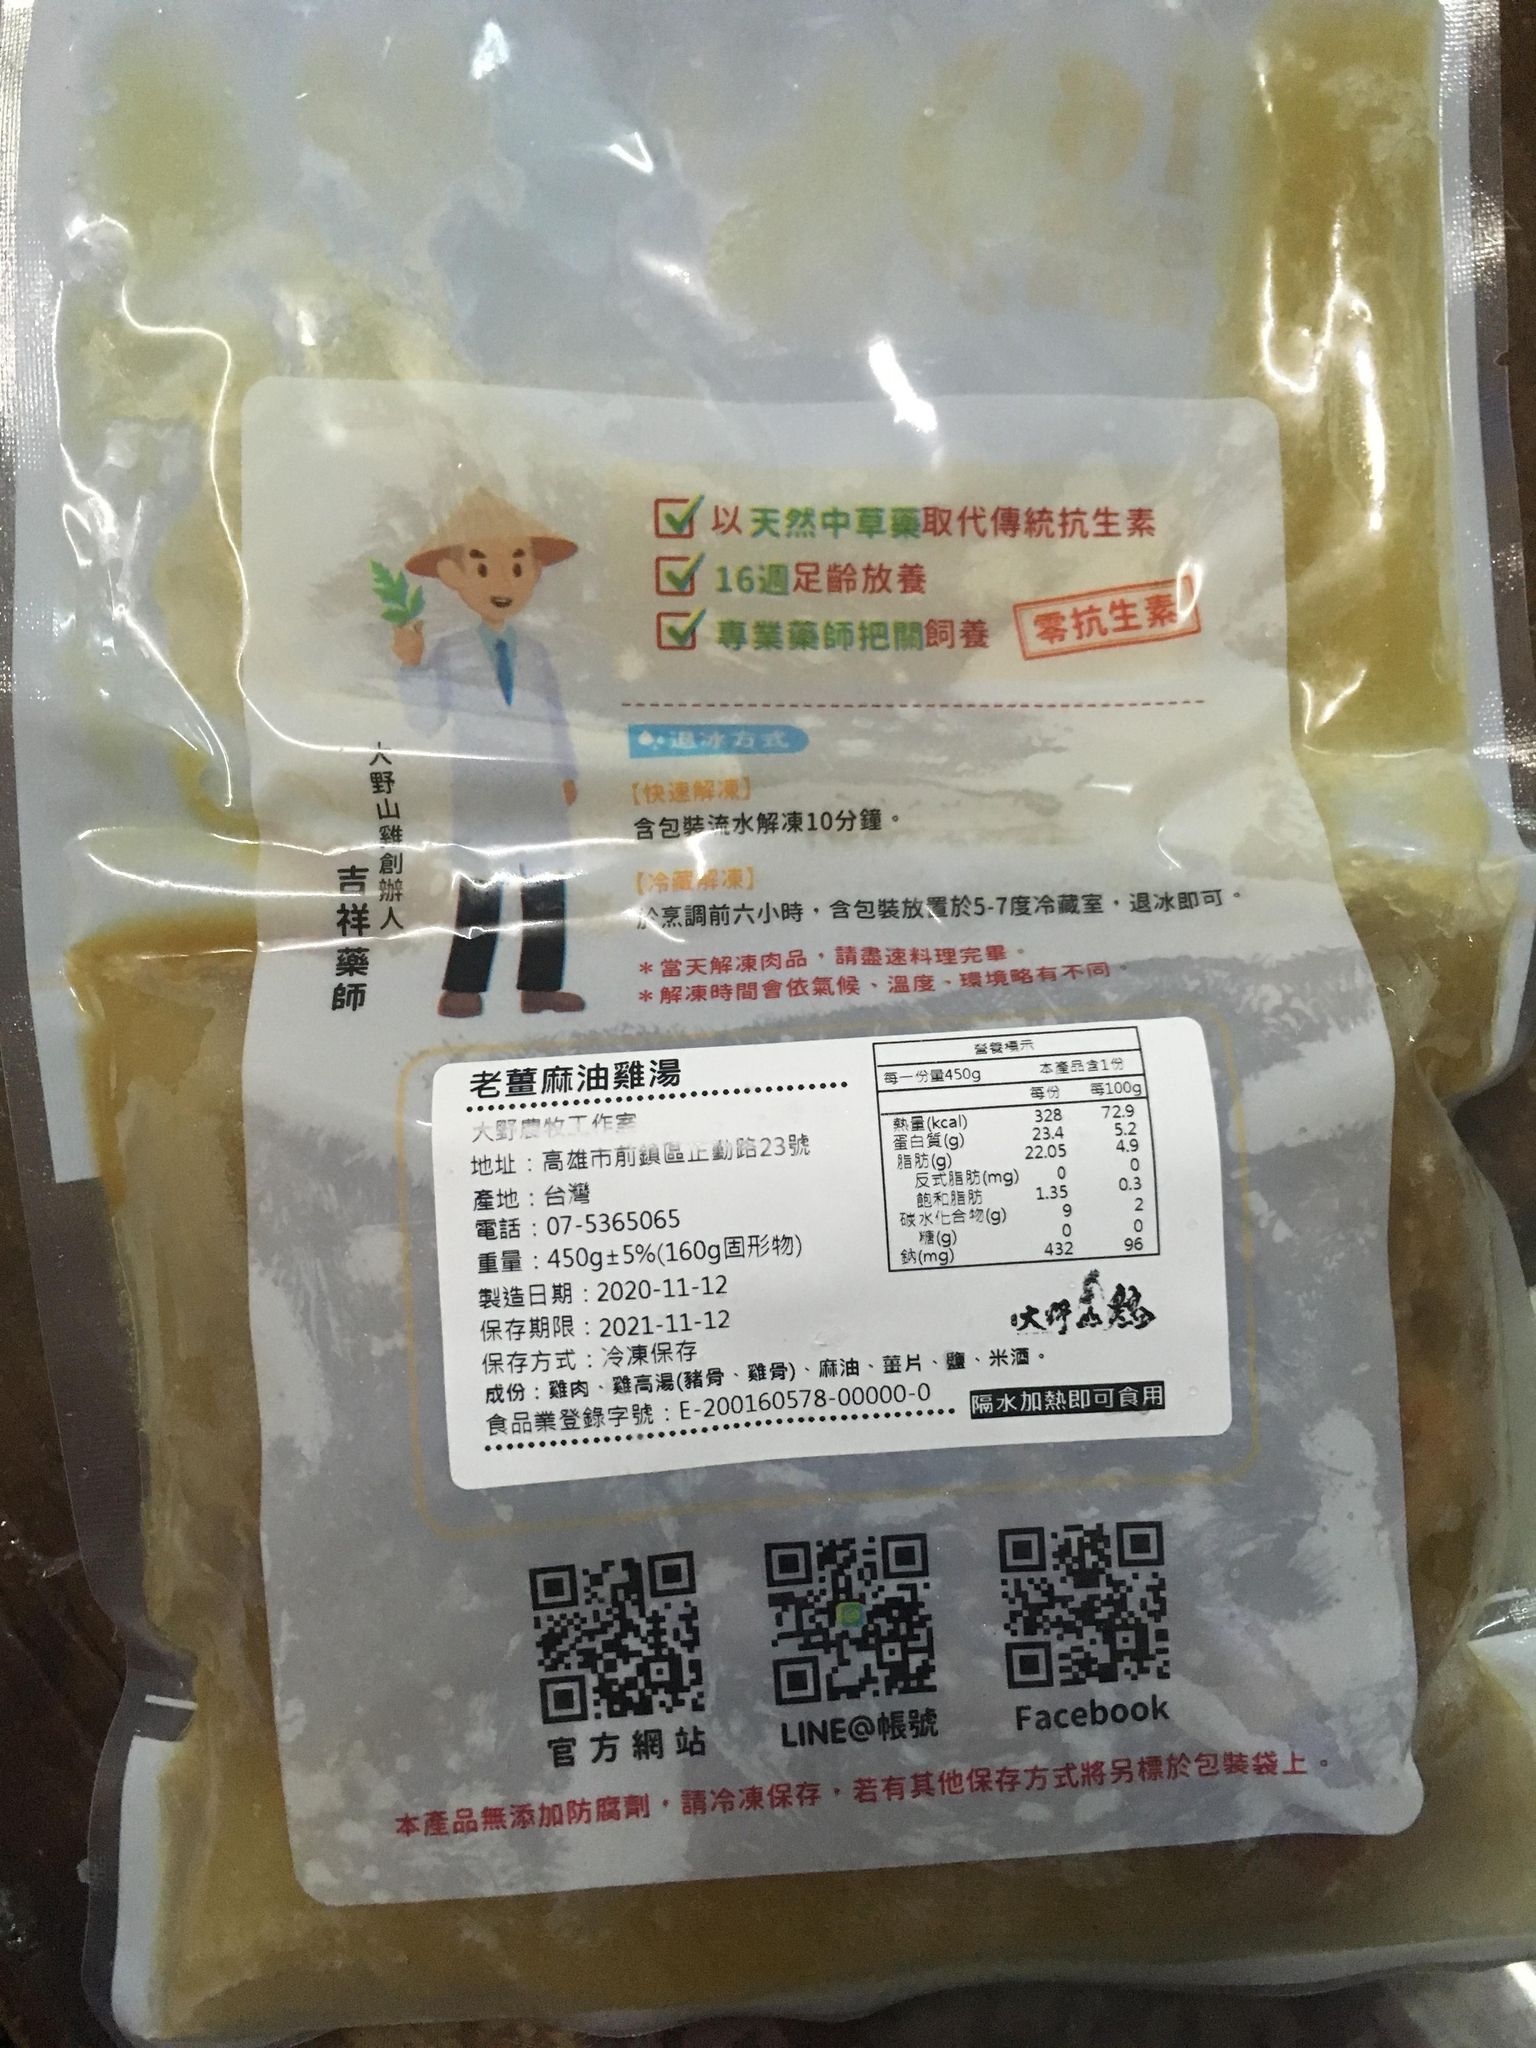 以天然中草藥取代傳統抗生素
16週足齡放養
專業藥師把關飼養
零抗生素
退冰方式
【快速解凍】
含包裝流水解凍10分鐘。
【冷藏解凍】
於烹調前六小時，含包裝放置於5-7度冷藏室，退冰即可。
＊當天解凍肉品，請盡速料理完畢。
＊解凍時間會依氣候、溫度、環境略有不同。
大野山雞創辦人
吉祥藥師
老薑麻油雞湯
大野農牧工作室
地址：高雄市前鎮區正勤路23號
產地：台灣
電話：07-5365065
重量：450g±5%(160g固形物)
製造日期：2020-11-12
保存期限：2021-11-12
保存方式：冷凍保存
成份：雞肉、雞高湯(豬骨、雞骨)、麻油、薑片、鹽、米酒。
食品業登錄字號：E-200160578-00000-0
隔水加熱即可食用
營養標示
每一份量450g 本產品含1份
每份 每100g
熱量(kcal) 328 72.9
蛋白質(g) 23.4 5.2
脂肪(g) 22.05 4.9
反式脂肪(mg) 0 0
飽和脂肪 1.35 0.3
碳水化合物(g) 9 2
糖(g) 0 0
鈉(mg) 432 96
大野山雞
官方網站
LINE@帳號
Facebook
本產品無添加防腐劑，請冷凍保存，若有其他保存方式將另標於包裝袋上。